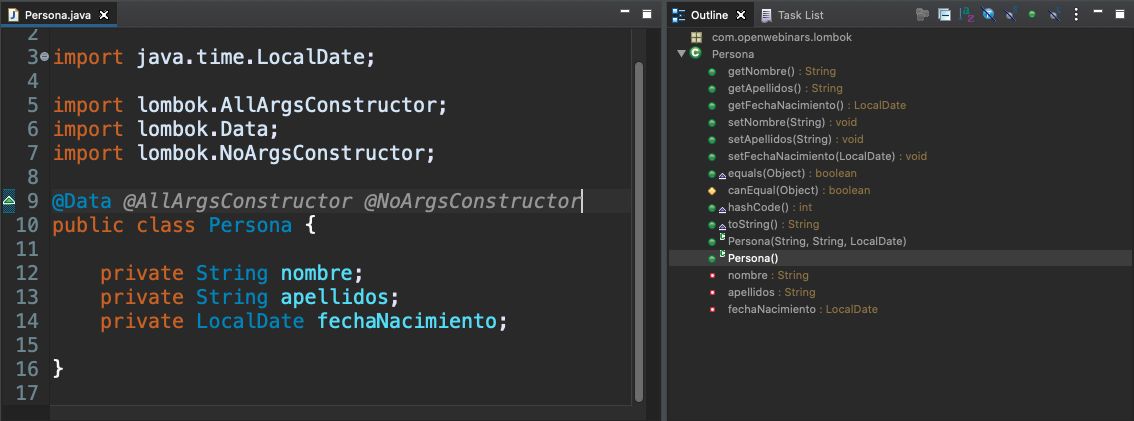 Persona.java
2
3 import java.time.LocalDate;
4
5 import lombok.AllArgsConstructor;
6 import lombok.Data;
7 import lombok.NoArgsConstructor;
8
9 @Data @AllArgsConstructor @NoArgsConstructor
10 public class Persona {
11
12 private String nombre;
13 private String apellidos;
14 private LocalDate fechaNacimiento;
15
16 }
17
Outline Task List
com.openwebinars.lombok
Persona
getNombre() : String
getApellidos() : String
getFechaNacimiento() : LocalDate
setNombre(String) : void
setApellidos(String) : void
setFechaNacimiento(LocalDate) : void
equals(Object) : boolean
canEqual(Object) : boolean
hashCode() : int
toString() : String
Persona(String, String, LocalDate)
Persona()
nombre : String
apellidos : String
fechaNacimiento : LocalDate